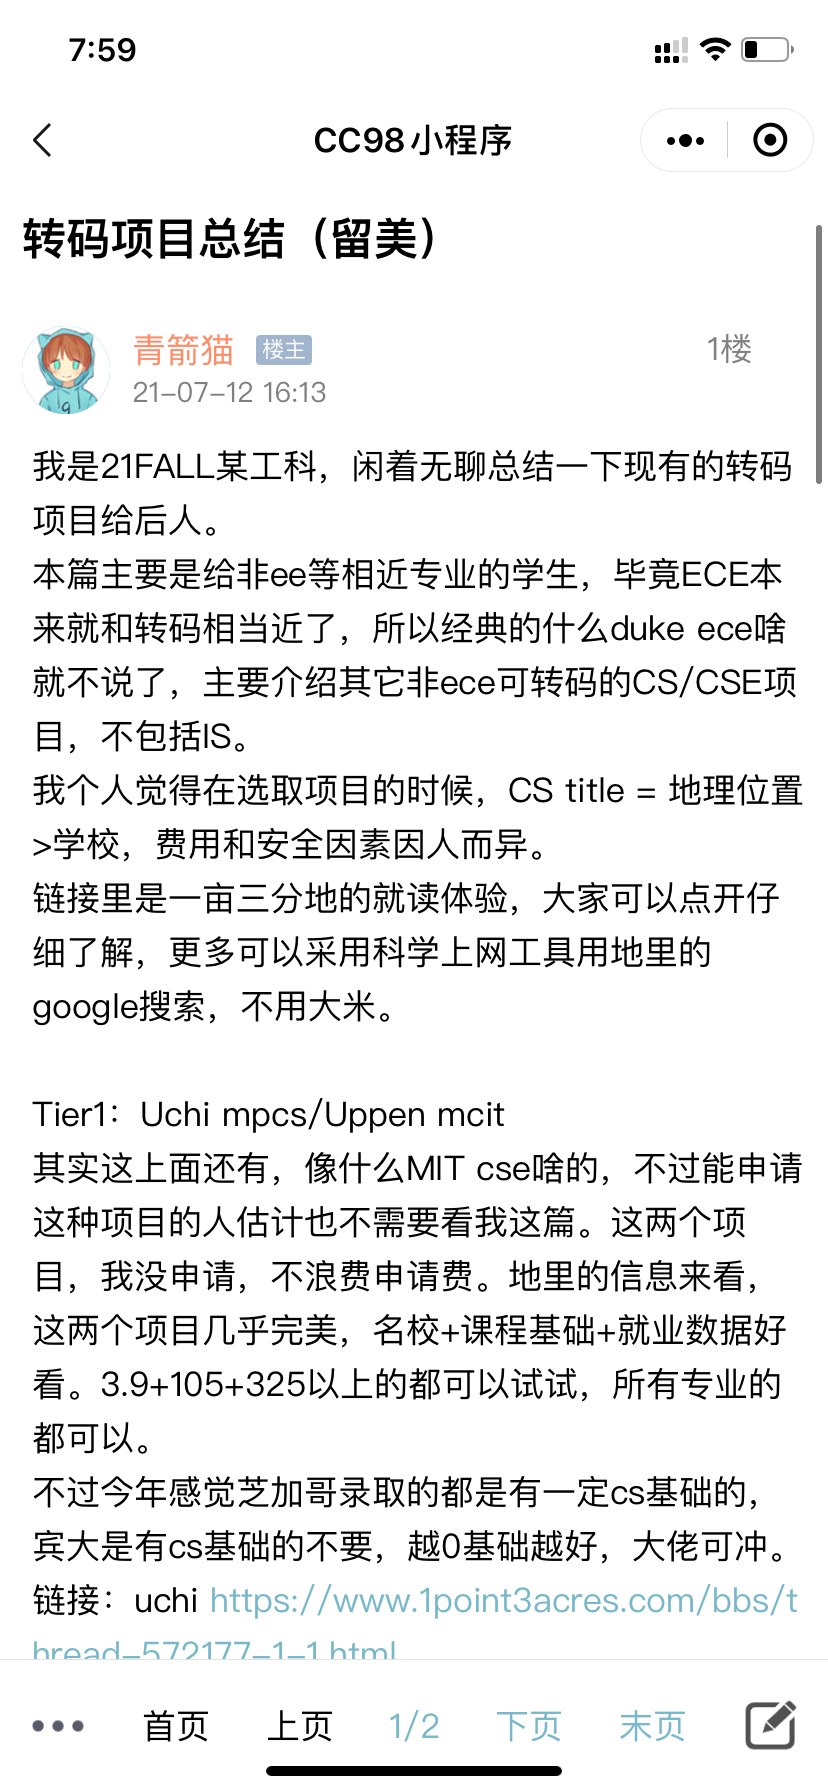 7:59
CC98小程序
转码项目总结（留美）
青箭猫 楼主 1楼
21-07-12 16:13
我是21FALL某工科，闲着无聊总结一下现有的转码
项目给后人。
本篇主要是给非ee等相近专业的学生，毕竟ECE本
来就和转码相当近了，所以经典的什么duke ece啥
就不说了，主要介绍其它非ece可转码的CS/CSE项
目，不包括IS。
我个人觉得在选取项目的时候，CS title = 地理位置
>学校，费用和安全因素因人而异。
链接里是一亩三分地的就读体验，大家可以点开仔
细了解，更多可以采用科学上网工具用地里的
google搜索，不用大米。
Tier1：Uchi mpcs/Uppen mcit
其实这上面还有，像什么MIT cse啥的，不过能申请
这种项目的人估计也不需要看我这篇。这两个项
目，我没申请，不浪费申请费。地里的信息来看，
这两个项目几乎完美，名校+课程基础+就业数据好
看。3.9+105+325以上的都可以试试，所有专业的
都可以。
不过今年感觉芝加哥录取的都是有一定cs基础的，
宾大是有cs基础的不要，越0基础越好，大佬可冲。
链接：uchi https://www.1point3acres.com/bbs/t
hread-572177-1-1.html
首页 上页 1/2 下页 末页